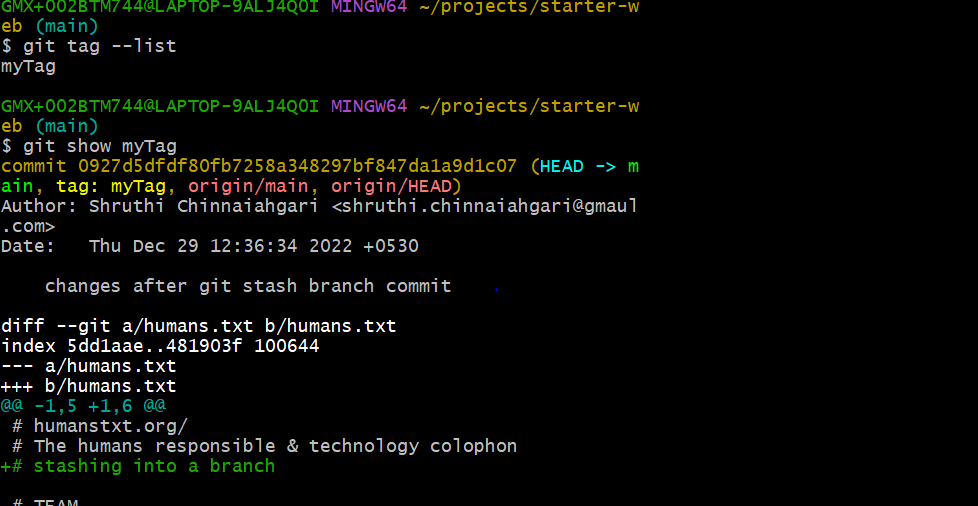 GMX+002BTM744@LAPTOP-9ALJ4Q0I MINGW64 ~/projects/starter-w
eb (main)
$ git tag --list
myTag
GMX+002BTM744@LAPTOP-9ALJ4Q0I MINGW64 ~/projects/starter-w
eb (main)
$ git show myTag
commit 0927d5dfdf80fb7258a348297bf847da1a9d1c07 (HEAD -> m
ain, tag: myTag, origin/main, origin/HEAD)
Author: Shruthi Chinnaiahgari <shruthi.chinnaiahgari@gmaul
.com>
Date:   Thu Dec 29 12:36:34 2022 +0530
    changes after git stash branch commit
diff --git a/humans.txt b/humans.txt
index 5dd1aae..481903f 100644
--- a/humans.txt
+++ b/humans.txt
@@ -1,5 +1,6 @@
 # humanstxt.org/
 # The humans responsible & technology colophon
+# stashing into a branch
 # TEAM